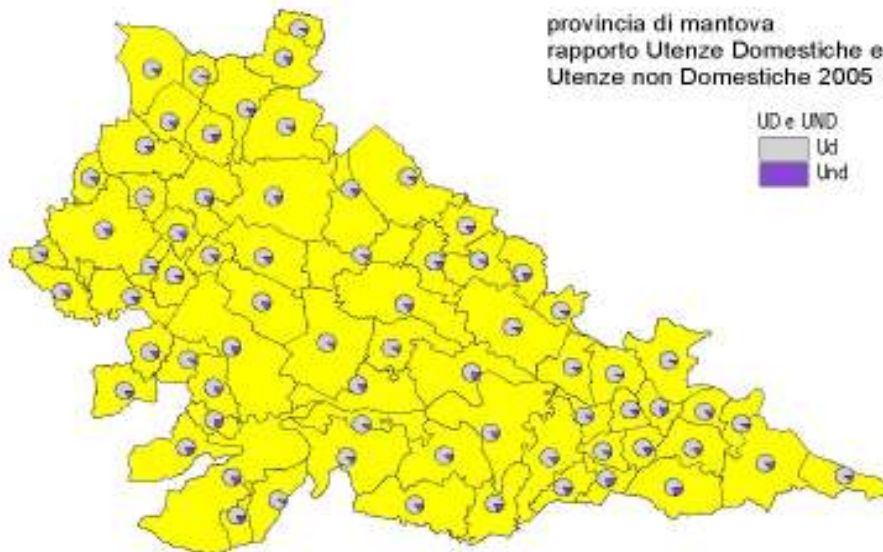 provincia di mantova
rapporto Utenze Domestiche e
Utenze non Domestiche 2005
UD e UND
Ud
Und